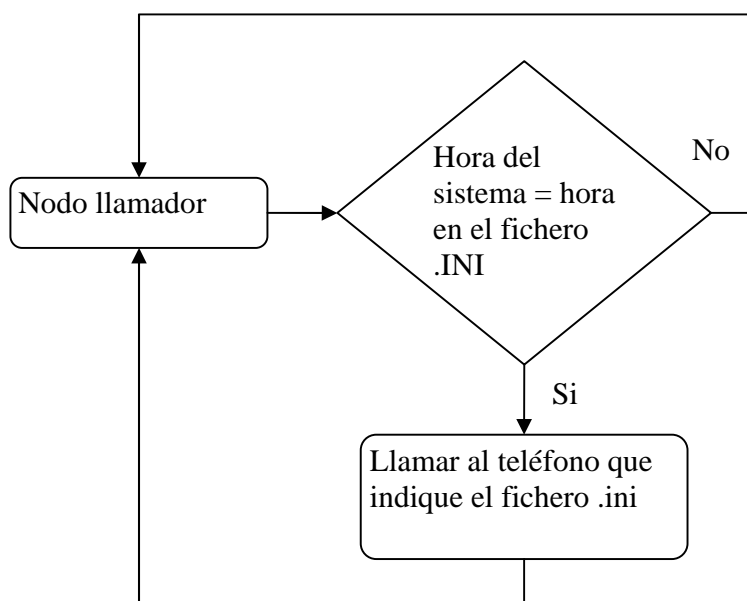 Nodo llamador
Hora del
sistema = hora
en el fichero
.INI
No
Si
Llamar al teléfono que
indique el fichero .ini